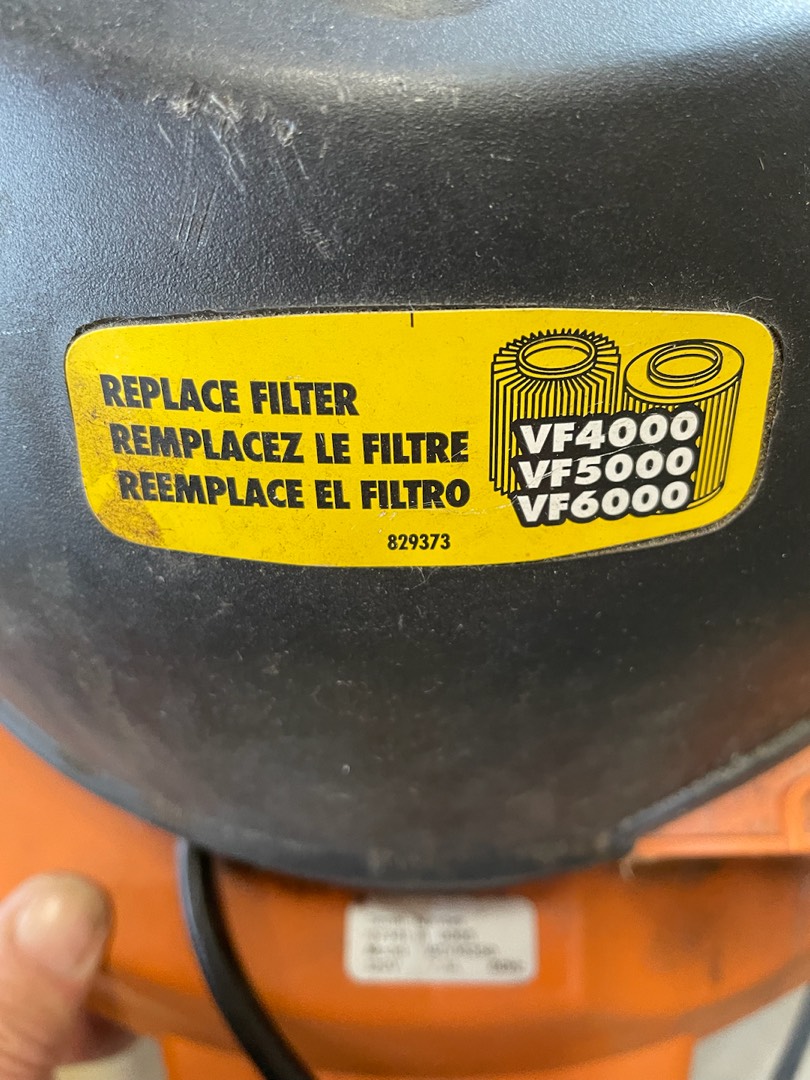 REPLACE FILTER
REMPLACEZ LE FILTRE
REEMPLACE EL FILTRO
VF4000
VF5000
VF6000
829373